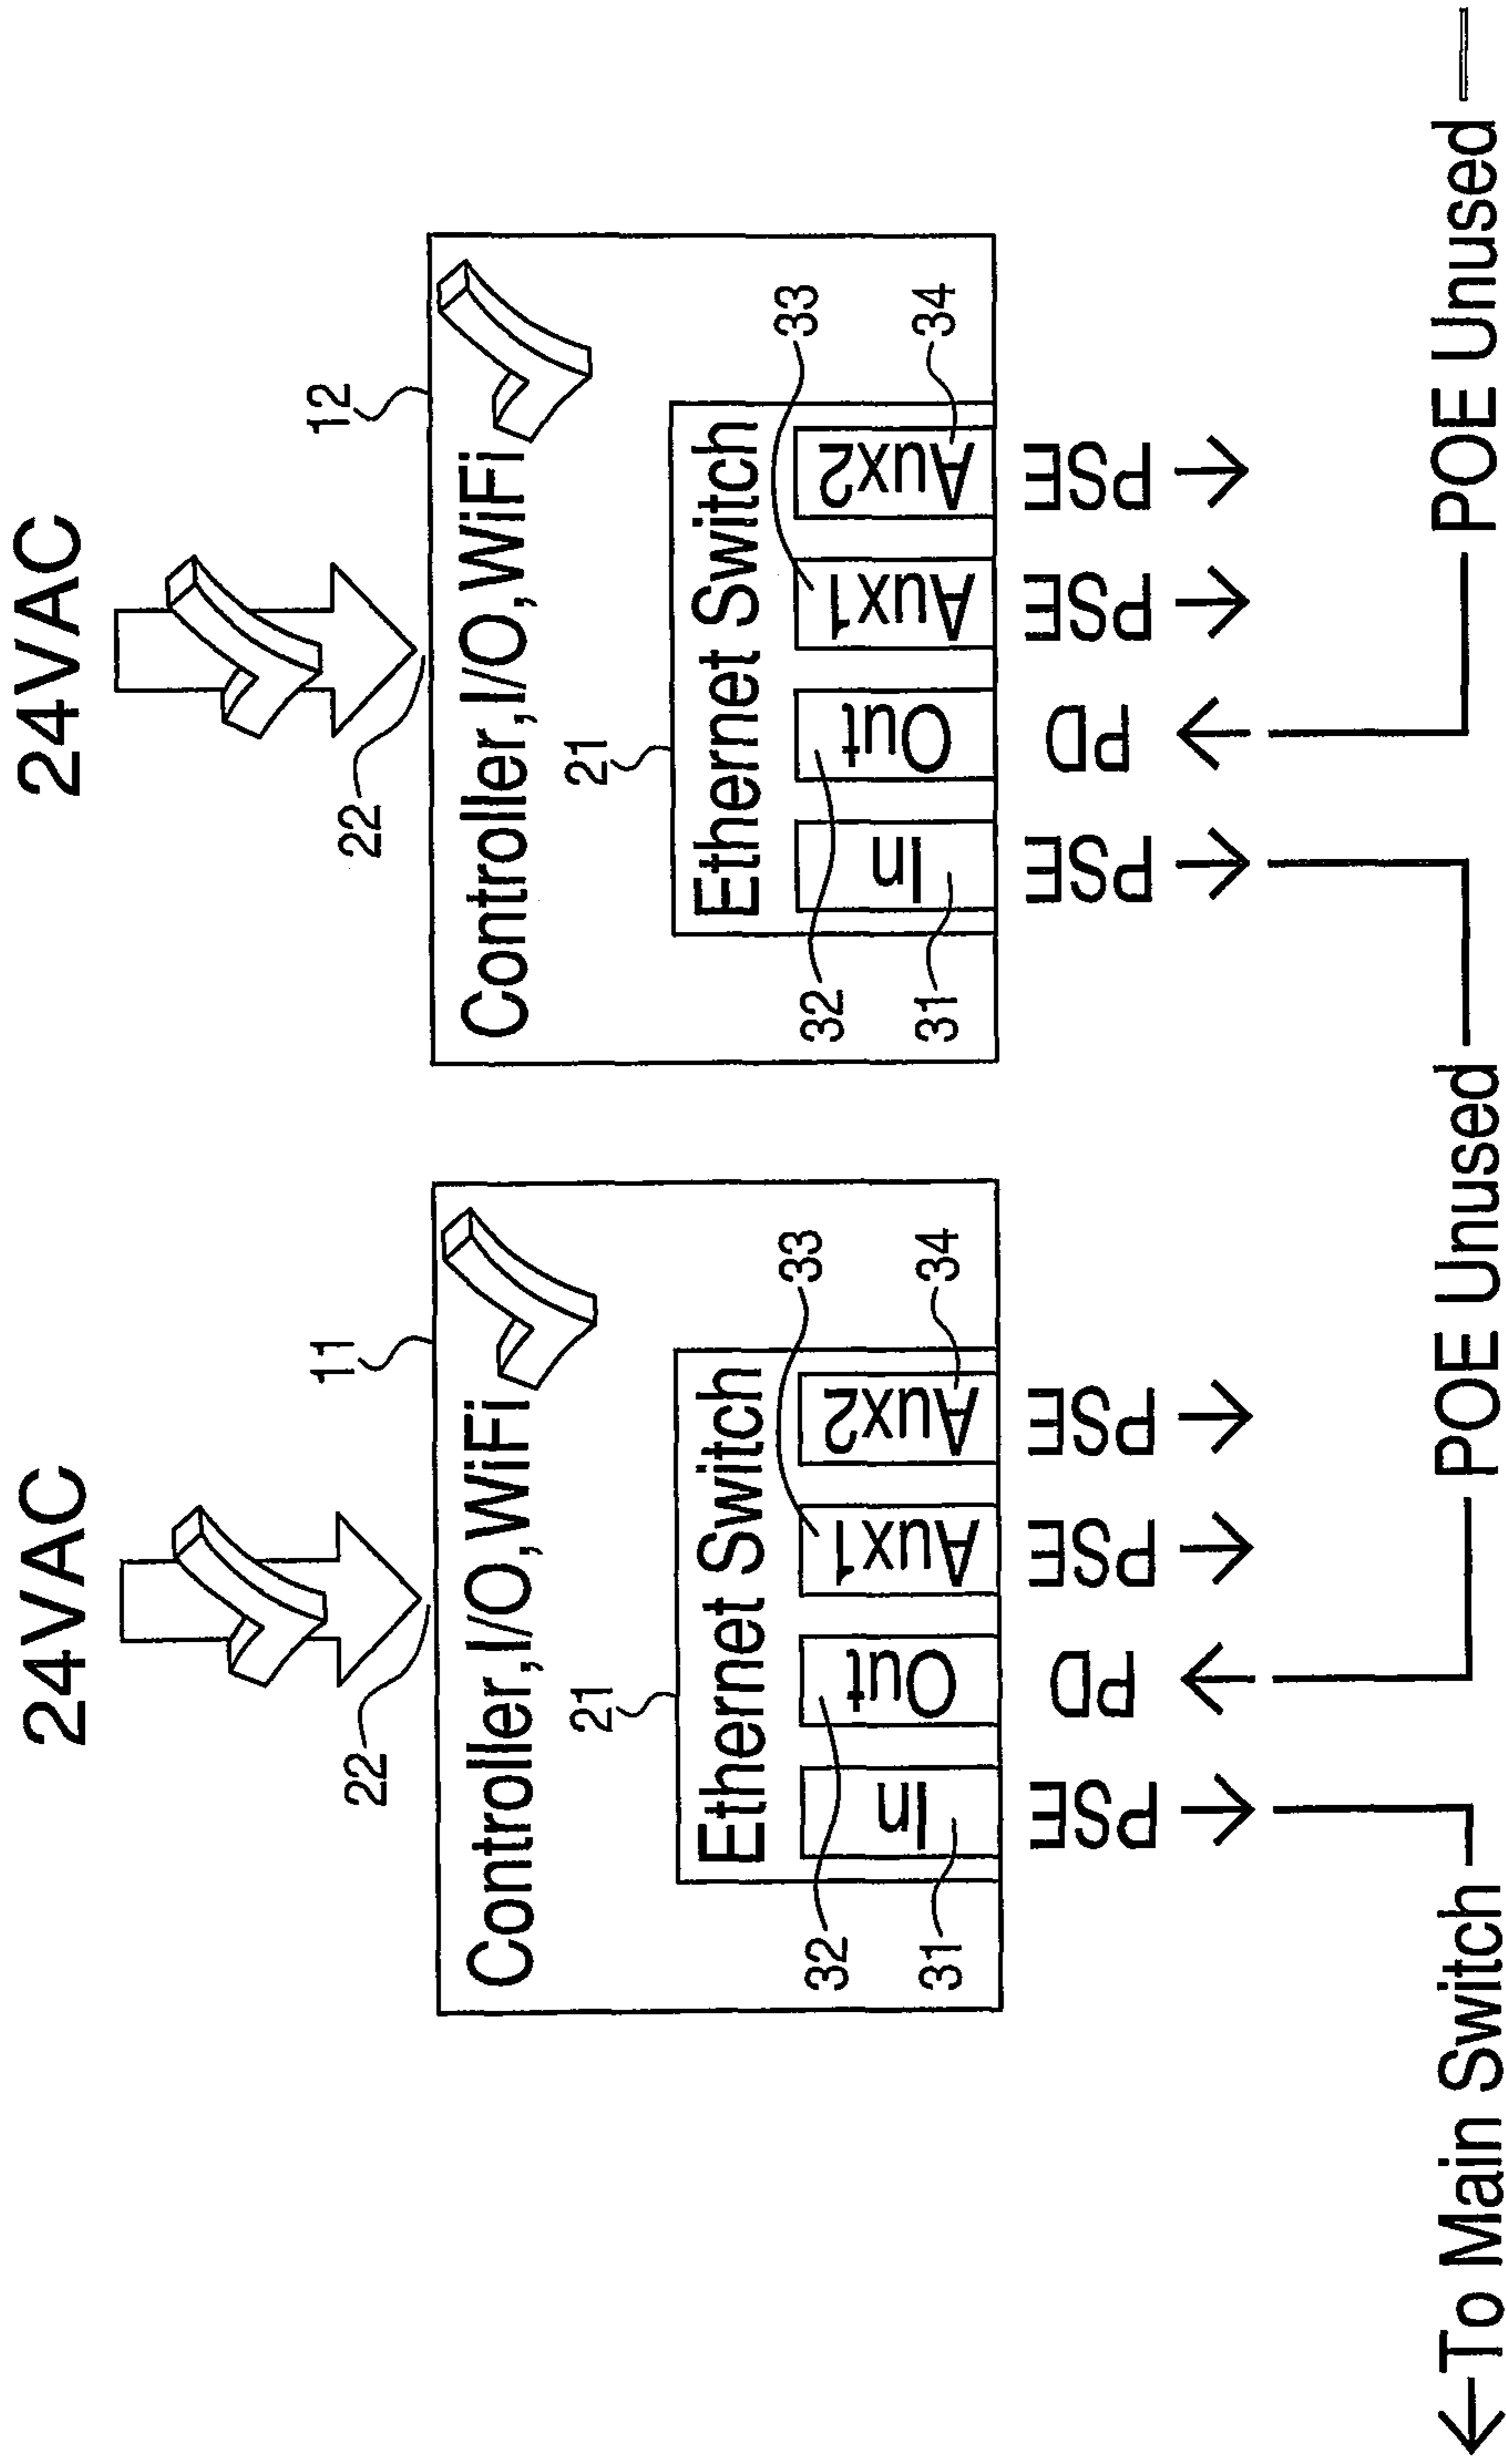 24VAC
24VAC
22
11
22
12
Controller,I/O,WiFi
Controller,I/O,WiFi
21
21
Ethernet Switch
Ethernet Switch
32
33
32
33
In
Out
Aux1
Aux2
In
Out
Aux1
Aux2
31
34
31
34
PSE
PD
PSE
PSE
PSE
PD
PSE
PSE
←To Main Switch
POE Unused
POE Unused